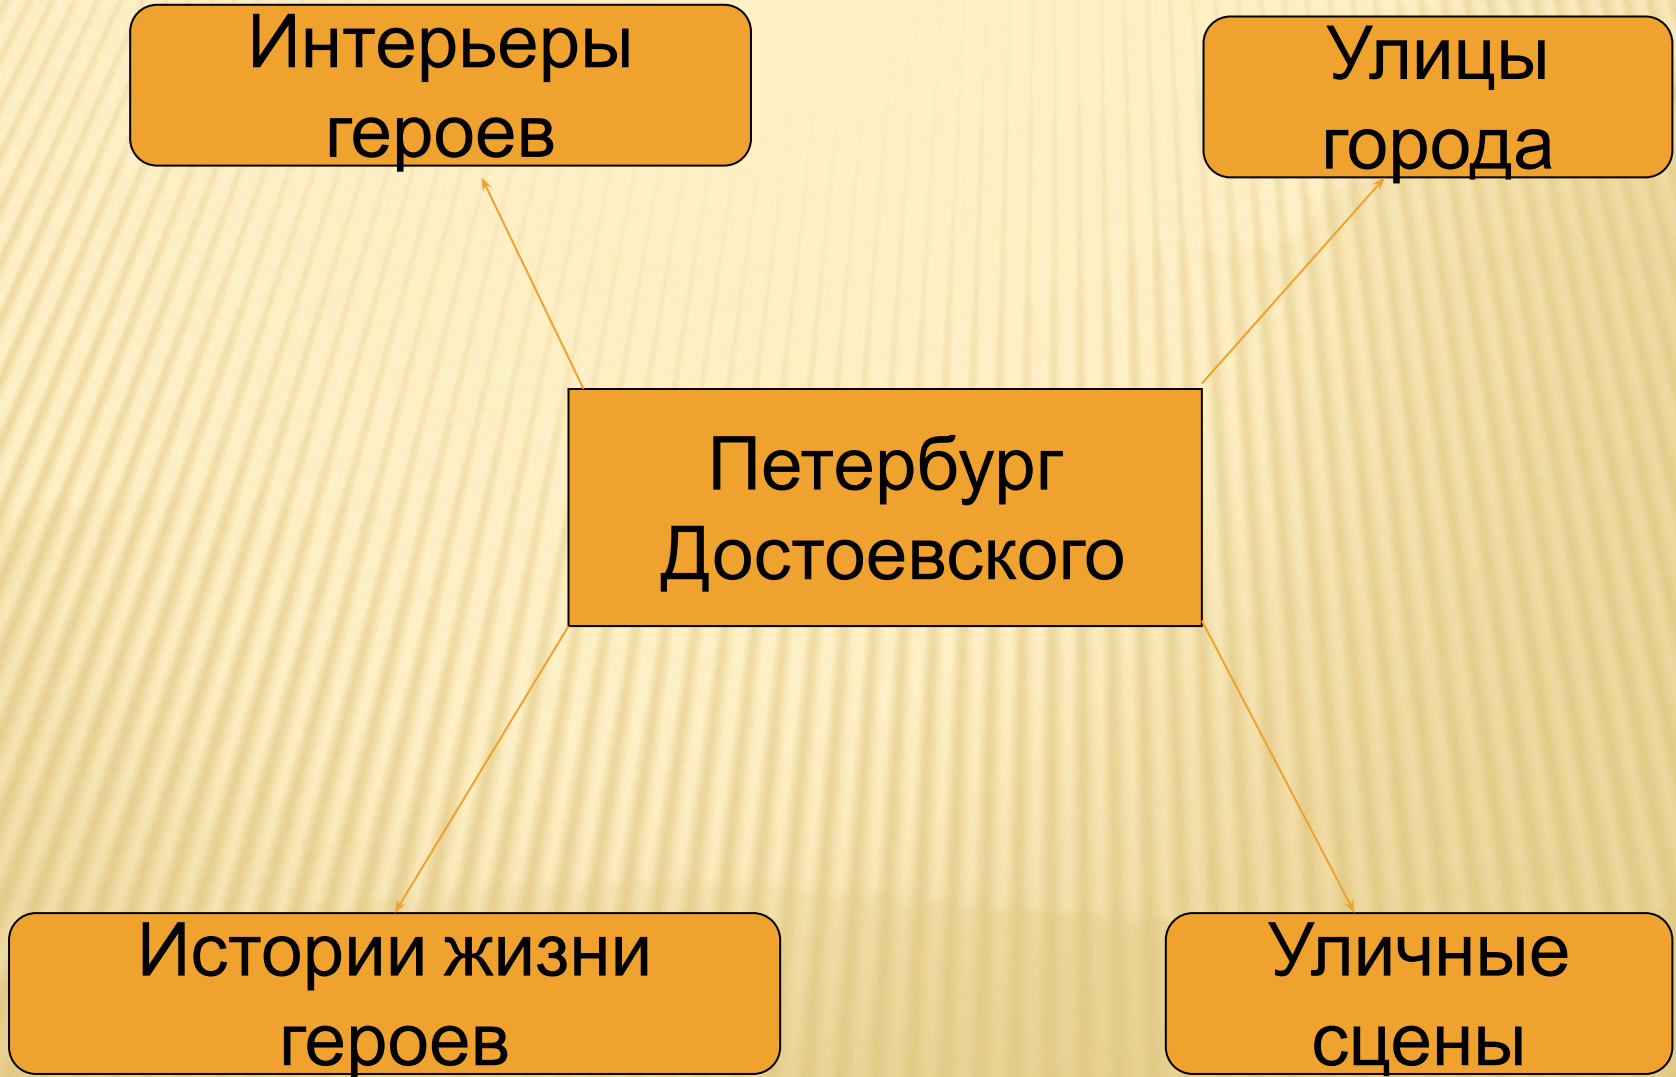 Интерьеры
героев
Улицы
города
Петербург
Достоевского
Истории жизни
героев
Уличные
сцены